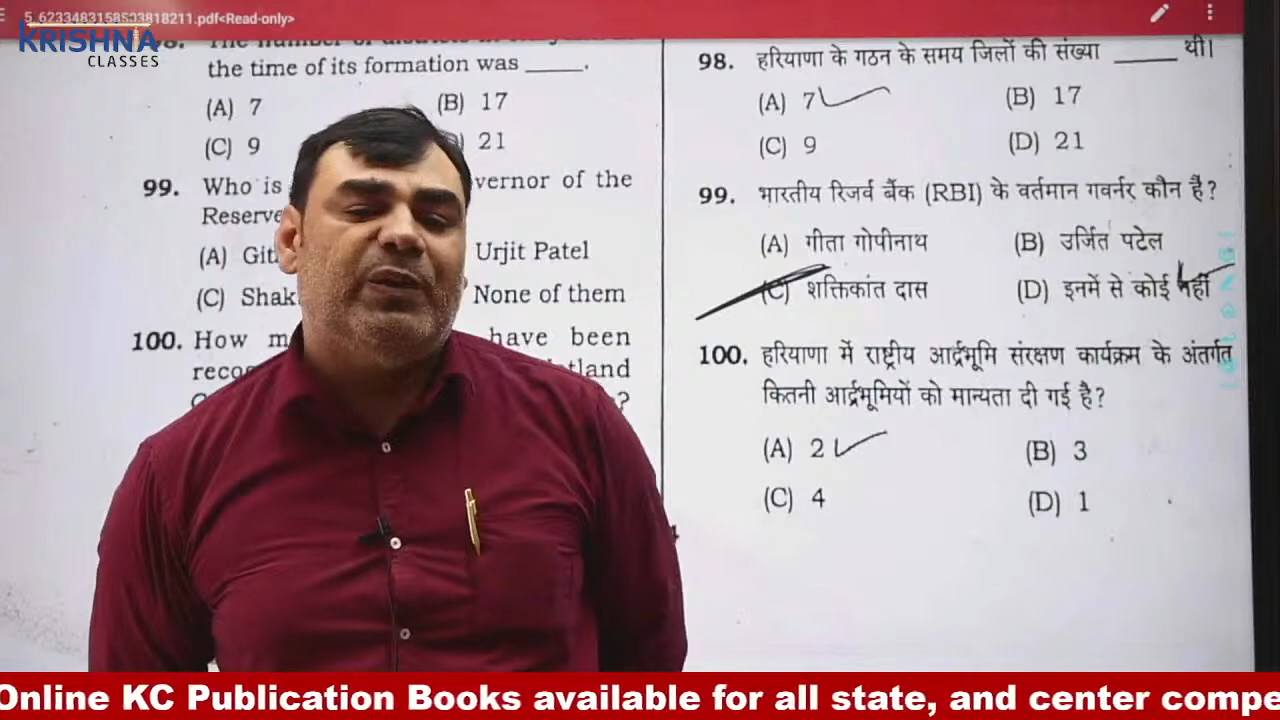 5_6233483158503818211.pdf<Read-only>
KRISHNA
CLASSES
the time of its formation was _____.
(A) 7 (B) 17
(C) 9 21
99. Who is vernor of the
Reserve
(A) Git Urjit Patel
(C) Shak None of them
100. How m have been
reco tland
?
98. हरियाणा के गठन के समय जिलों की संख्या _____ थी।
(A) 7 (B) 17
(C) 9 (D) 21
99. भारतीय रिजर्व बैंक (RBI) के वर्तमान गवर्नर कौन हैं?
(A) गीता गोपीनाथ (B) उर्जित पटेल
(C) शक्तिकांत दास (D) इनमें से कोई नहीं
100. हरियाणा में राष्ट्रीय आर्द्रभूमि संरक्षण कार्यक्रम के अंतर्गत
कितनी आर्द्रभूमियों को मान्यता दी गई है?
(A) 2 (B) 3
(C) 4 (D) 1
Online KC Publication Books available for all state, and center compe